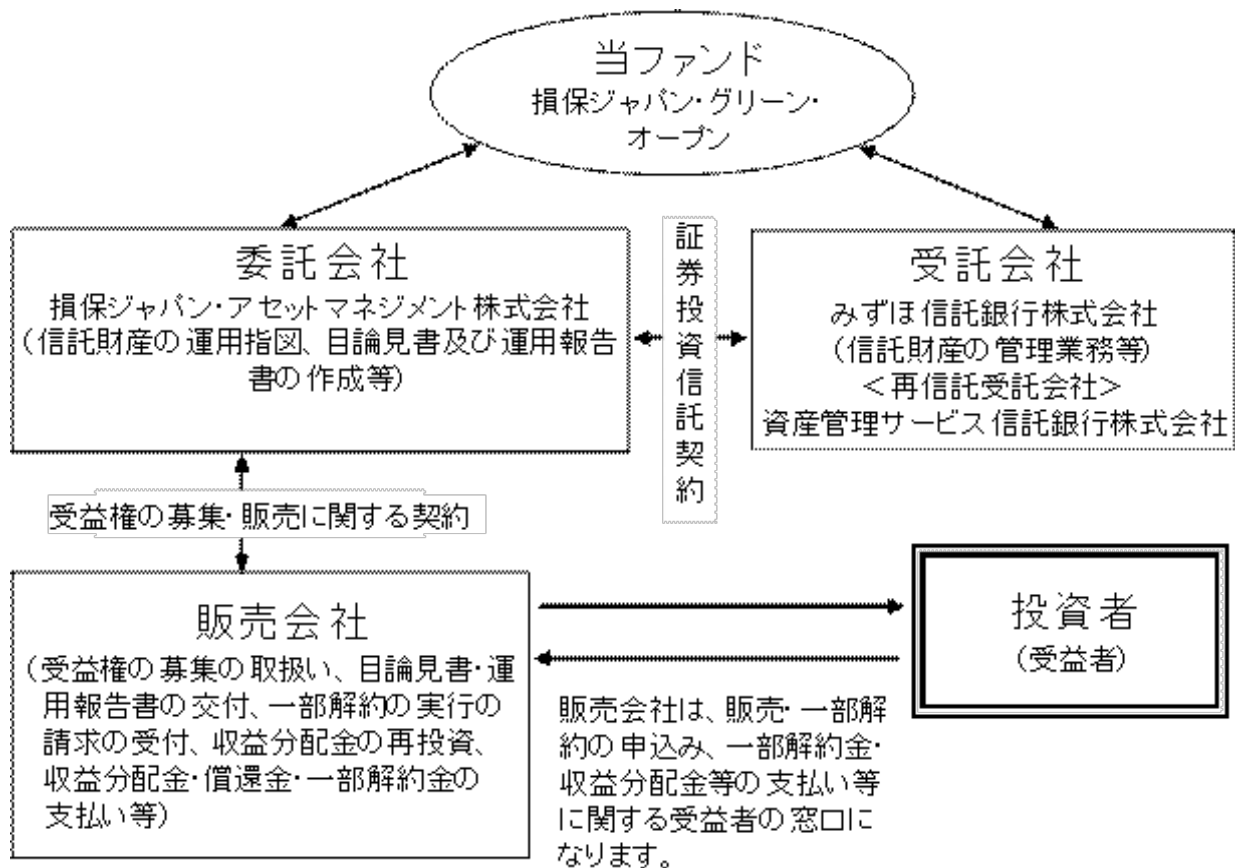 当ファンド
損保ジャパン・グリーン・
オープン
委託会社
損保ジャパン・アセットマネジメント株式会社
(信託財産の運用指図、目論見書及び運用報告
書の作成等)
証券投資信託契約
受託会社
みずほ信託銀行株式会社
(信託財産の管理業務等)
<再信託受託会社>
資産管理サービス信託銀行株式会社
受益権の募集・販売に関する契約
販売会社
(受益権の募集の取扱い、目論見書・運
用報告書の交付、一部解約の実行の
請求の受付、収益分配金の再投資、
収益分配金・償還金・一部解約金の
支払い等)
投資者
(受益者)
販売会社は、販売・一部解
約の申込み、一部解約金・
収益分配金等の支払い等
に関する受益者の窓口に
なります。